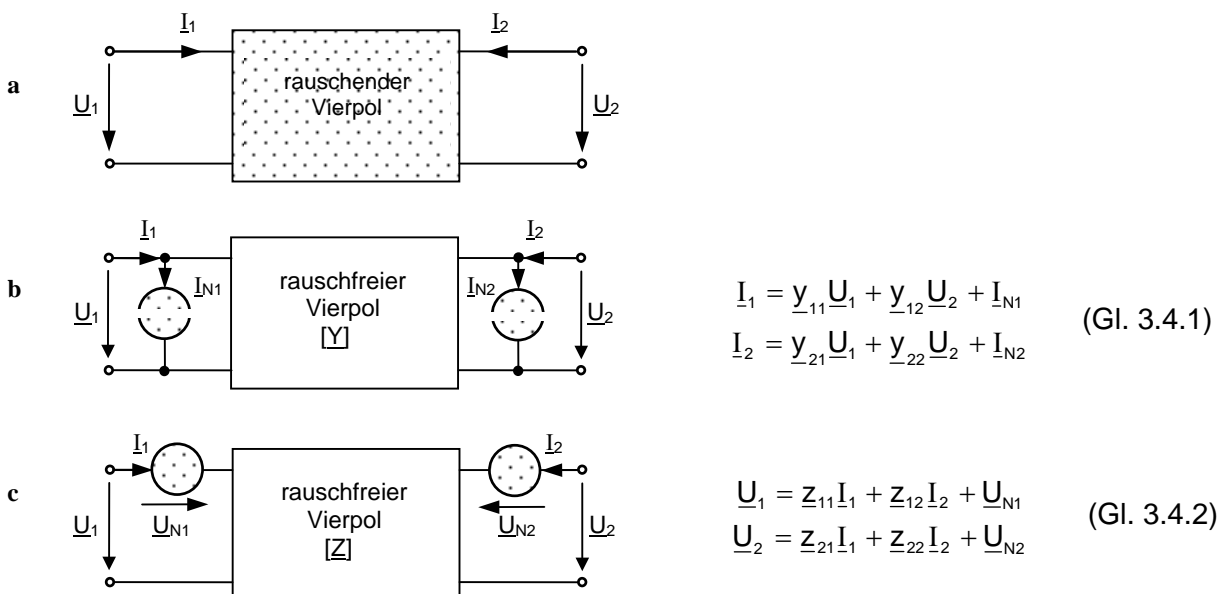 I1 I2
a U1 rauschender U2
Vierpol
I1 I2
b U1 IN1 rauschfreier IN2 U2
Vierpol
[Y]
I1 = y11U1 + y12U2 + IN1
I2 = y21U1 + y22U2 + IN2
(Gl. 3.4.1)
I1 I2
c U1 UN1 rauschfreier UN2 U2
Vierpol
[Z]
U1 = z11I1 + z12I2 + UN1
U2 = z21I1 + z22I2 + UN2
(Gl. 3.4.2)